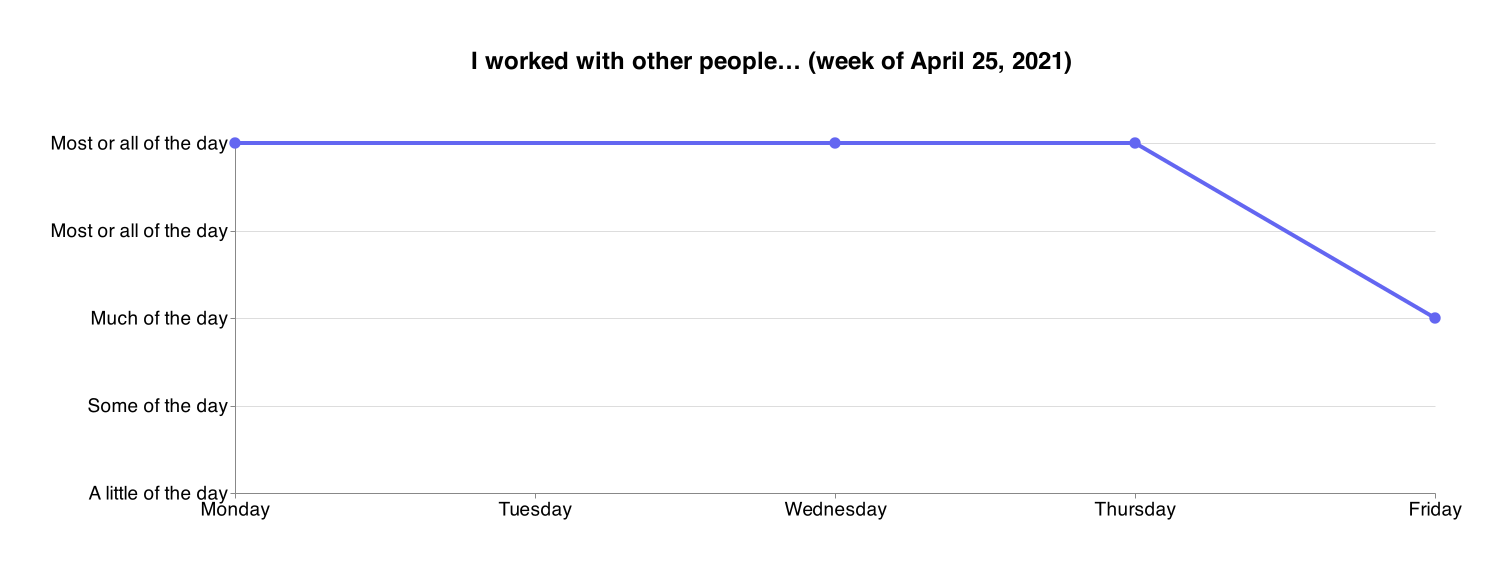 I worked with other people… (week of April 25, 2021)
Most or all of the day
Most or all of the day
Much of the day
Some of the day
A little of the day
Monday Tuesday Wednesday Thursday Friday